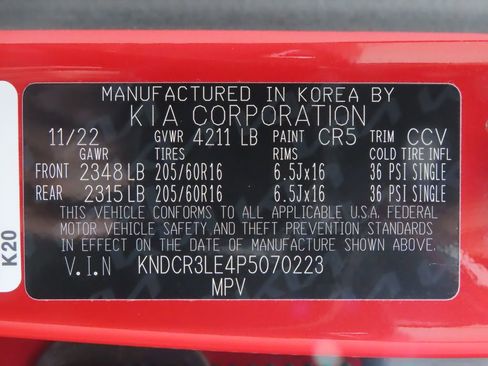 MANUFACTURED IN KOREA BY
KIA CORPORATION
11/22 GVWR 4211 LB PAINT CR5 TRIM CCV
GAWR TIRES RIMS COLD TIRE INFL
FRONT 2348 LB 205/60R16 6.5Jx16 36 PSI SINGLE
REAR 2315 LB 205/60R16 6.5Jx16 36 PSI SINGLE
THIS VEHICLE CONFORMS TO ALL APPLICABLE U.S.A. FEDERAL
MOTOR VEHICLE SAFETY AND THEFT PREVENTION STANDARDS
IN EFFECT ON THE DATE OF MANUFACTURE SHOWN ABOVE.
V.I.N KNDCR3LE4P5070223
MPV
K20